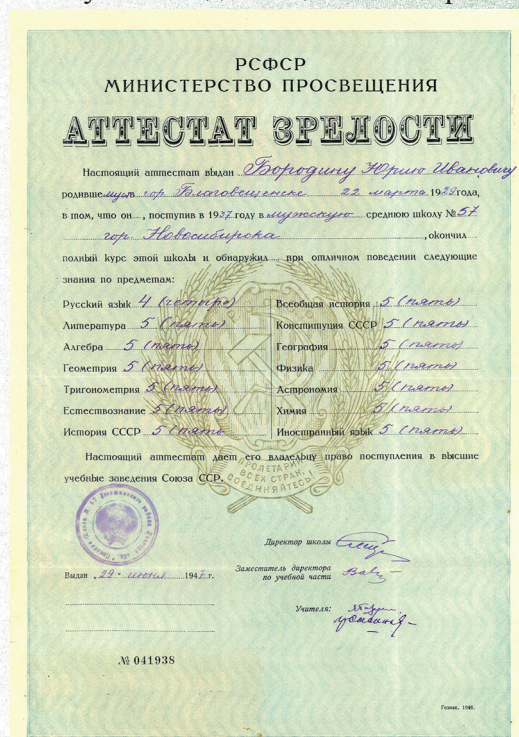 РСФСР
МИНИСТЕРСТВО ПРОСВЕЩЕНИЯ
АТТЕСТАТ ЗРЕЛОСТИ
Настоящий аттестат выдан Бородину Юрию Ивановичу
родившемуся в гор Благовещенске 22 марта 1929 года,
в том, что он, поступив в 1937 году в мужскую среднюю школу № 57
гор Новосибирска, окончил
полный курс этой школы и обнаружил при отличном поведении следующие
знания по предметам:
Русский язык 4 (четыре)
Литература 5 (пять)
Алгебра 5 (пять)
Геометрия 5 (пять)
Тригонометрия 5 (пять)
Естествознание 5 (пять)
История СССР 5 (пять)
Всеобщая история 5 (пять)
Конституция СССР 5 (пять)
География 5 (пять)
Физика 5 (пять)
Астрономия 5 (пять)
Химия 5 (пять)
Иностранный язык 5 (пять)
Настоящий аттестат дает его владельцу право поступления в высшие
учебные заведения Союза ССР.
ПРОЛЕТАРИИ
ВСЕХ СТРАН,
СОЕДИНЯЙТЕСЬ!
Директор школы
Заместитель директора
по учебной части
Выдан „29" июня 1947 г.
Учителя:
№ 041938
Гознак. 1946.